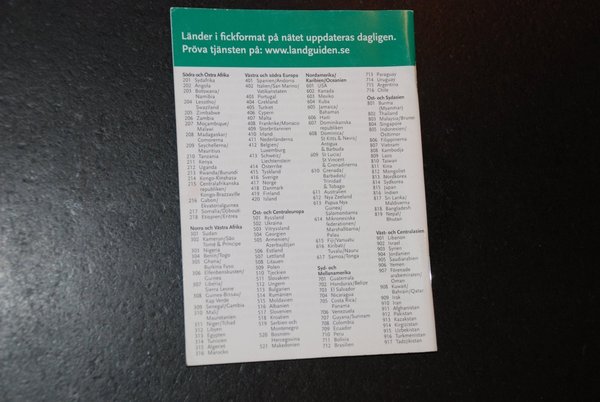 Länder i fickformat på nätet uppdateras dagligen.
Pröva tjänsten på: www.landguiden.se
Södra och Östra Afrika
201 Sydafrika
202 Angola
203 Botswana/
Namibia
204 Lesotho/
Swaziland
205 Zimbabwe
206 Zambia
207 Moçambique/
Malawi
208 Madagaskar/
Comorerna
209 Seychellerna/
Mauritius
210 Tanzania
211 Kenya
212 Uganda
213 Rwanda/Burundi
214 Kongo-Kinshasa
215 Centralafrikanska
republiken/
Kongo-Brazzaville
216 Gabon/
Ekvatorialguinea
217 Somalia/Djibouti
218 Etiopien/Eritrea
Norra och Västra Afrika
301 Sudan
302 Kamerun/São
Tomé & Príncipe
303 Nigeria
304 Benin/Togo
305 Ghana/
Burkina Faso
306 Elfenbenskusten/
Guinea
307 Liberia/
Sierra Leone
308 Guinea-Bissau/
Kap Verde
309 Senegal/Gambia
310 Mali/
Mauretanien
311 Niger/Tchad
312 Libyen
313 Egypten
314 Tunisien
315 Algeriet
316 Marocko
Västra och södra Europa
401 Spanien/Andorra
402 Italien/San Marino/
Vatikanstaten
403 Portugal
404 Grekland
405 Turkiet
406 Cypern
407 Malta
408 Frankrike/Monaco
409 Storbritannien
410 Irland
411 Nederländerna
412 Belgien/
Luxemburg
413 Schweiz/
Liechtenstein
414 Österrike
415 Tyskland
416 Sverige
417 Norge
418 Danmark
419 Finland
420 Island
Öst- och Centraleuropa
501 Ryssland
502 Ukraina
503 Vitryssland
504 Georgien
505 Armenien/
Azerbajdzjan
506 Estland
507 Lettland
508 Litauen
509 Polen
510 Tjeckien
511 Slovakien
512 Ungern
513 Bulgarien
514 Rumänien
515 Moldavien
516 Albanien
517 Slovenien
518 Kroatien
519 Serbien och
Montenegro
520 Bosnien-
Hercegovina
521 Makedonien
Nordamerika/
Karibien/Oceanien
601 USA
602 Kanada
603 Mexiko
604 Kuba
605 Jamaica/
Bahamas
606 Haiti
607 Dominikanska
republiken
608 Dominica/
St Kitts & Nevis/
Antigua
& Barbuda
609 St Lucia/
St Vincent
& Grenadinerna
610 Grenada/
Barbados/
Trinidad
& Tobago
611 Australien
612 Nya Zeeland
613 Papua Nya
Guinea/
Salomonöarna
614 Mikronesiska
federationen/
Marshallöarna/
Palau
615 Fiji/Vanuatu
616 Kiribati/
Tuvalu/Nauru
617 Samoa/Tonga
Syd- och
Mellanamerika
701 Guatemala
702 Honduras/Belize
703 El Salvador
704 Nicaragua
705 Costa Rica/
Panama
706 Venezuela
707 Guyana/Surinam
708 Colombia
709 Ecuador
710 Peru
711 Bolivia
712 Brasilien
713 Paraguay
714 Uruguay
715 Argentina
716 Chile
Öst- och Sydasien
801 Burma
(Myanmar)
802 Thailand
803 Malaysia/Brunei
804 Singapore
805 Indonesien/
Östtimor
806 Filippinerna
807 Vietnam
808 Kambodja
809 Laos
810 Taiwan
811 Kina
812 Mongoliet
813 Nordkorea
814 Sydkorea
815 Japan
816 Indien
817 Sri Lanka/
Maldiverna
818 Bangladesh
819 Nepal/
Bhutan
Väst- och Centralasien
901 Libanon
902 Israel
903 Syrien
904 Jordanien
905 Saudiarabien
906 Yemen
907 Förenade
arabemiraten/
Oman
908 Kuwait/
Bahrain/Qatar
909 Irak
910 Iran
911 Afghanistan
912 Pakistan
913 Kazakstan
914 Kirgizistan
915 Uzbekistan
916 Turkmenistan
917 Tadzjikistan